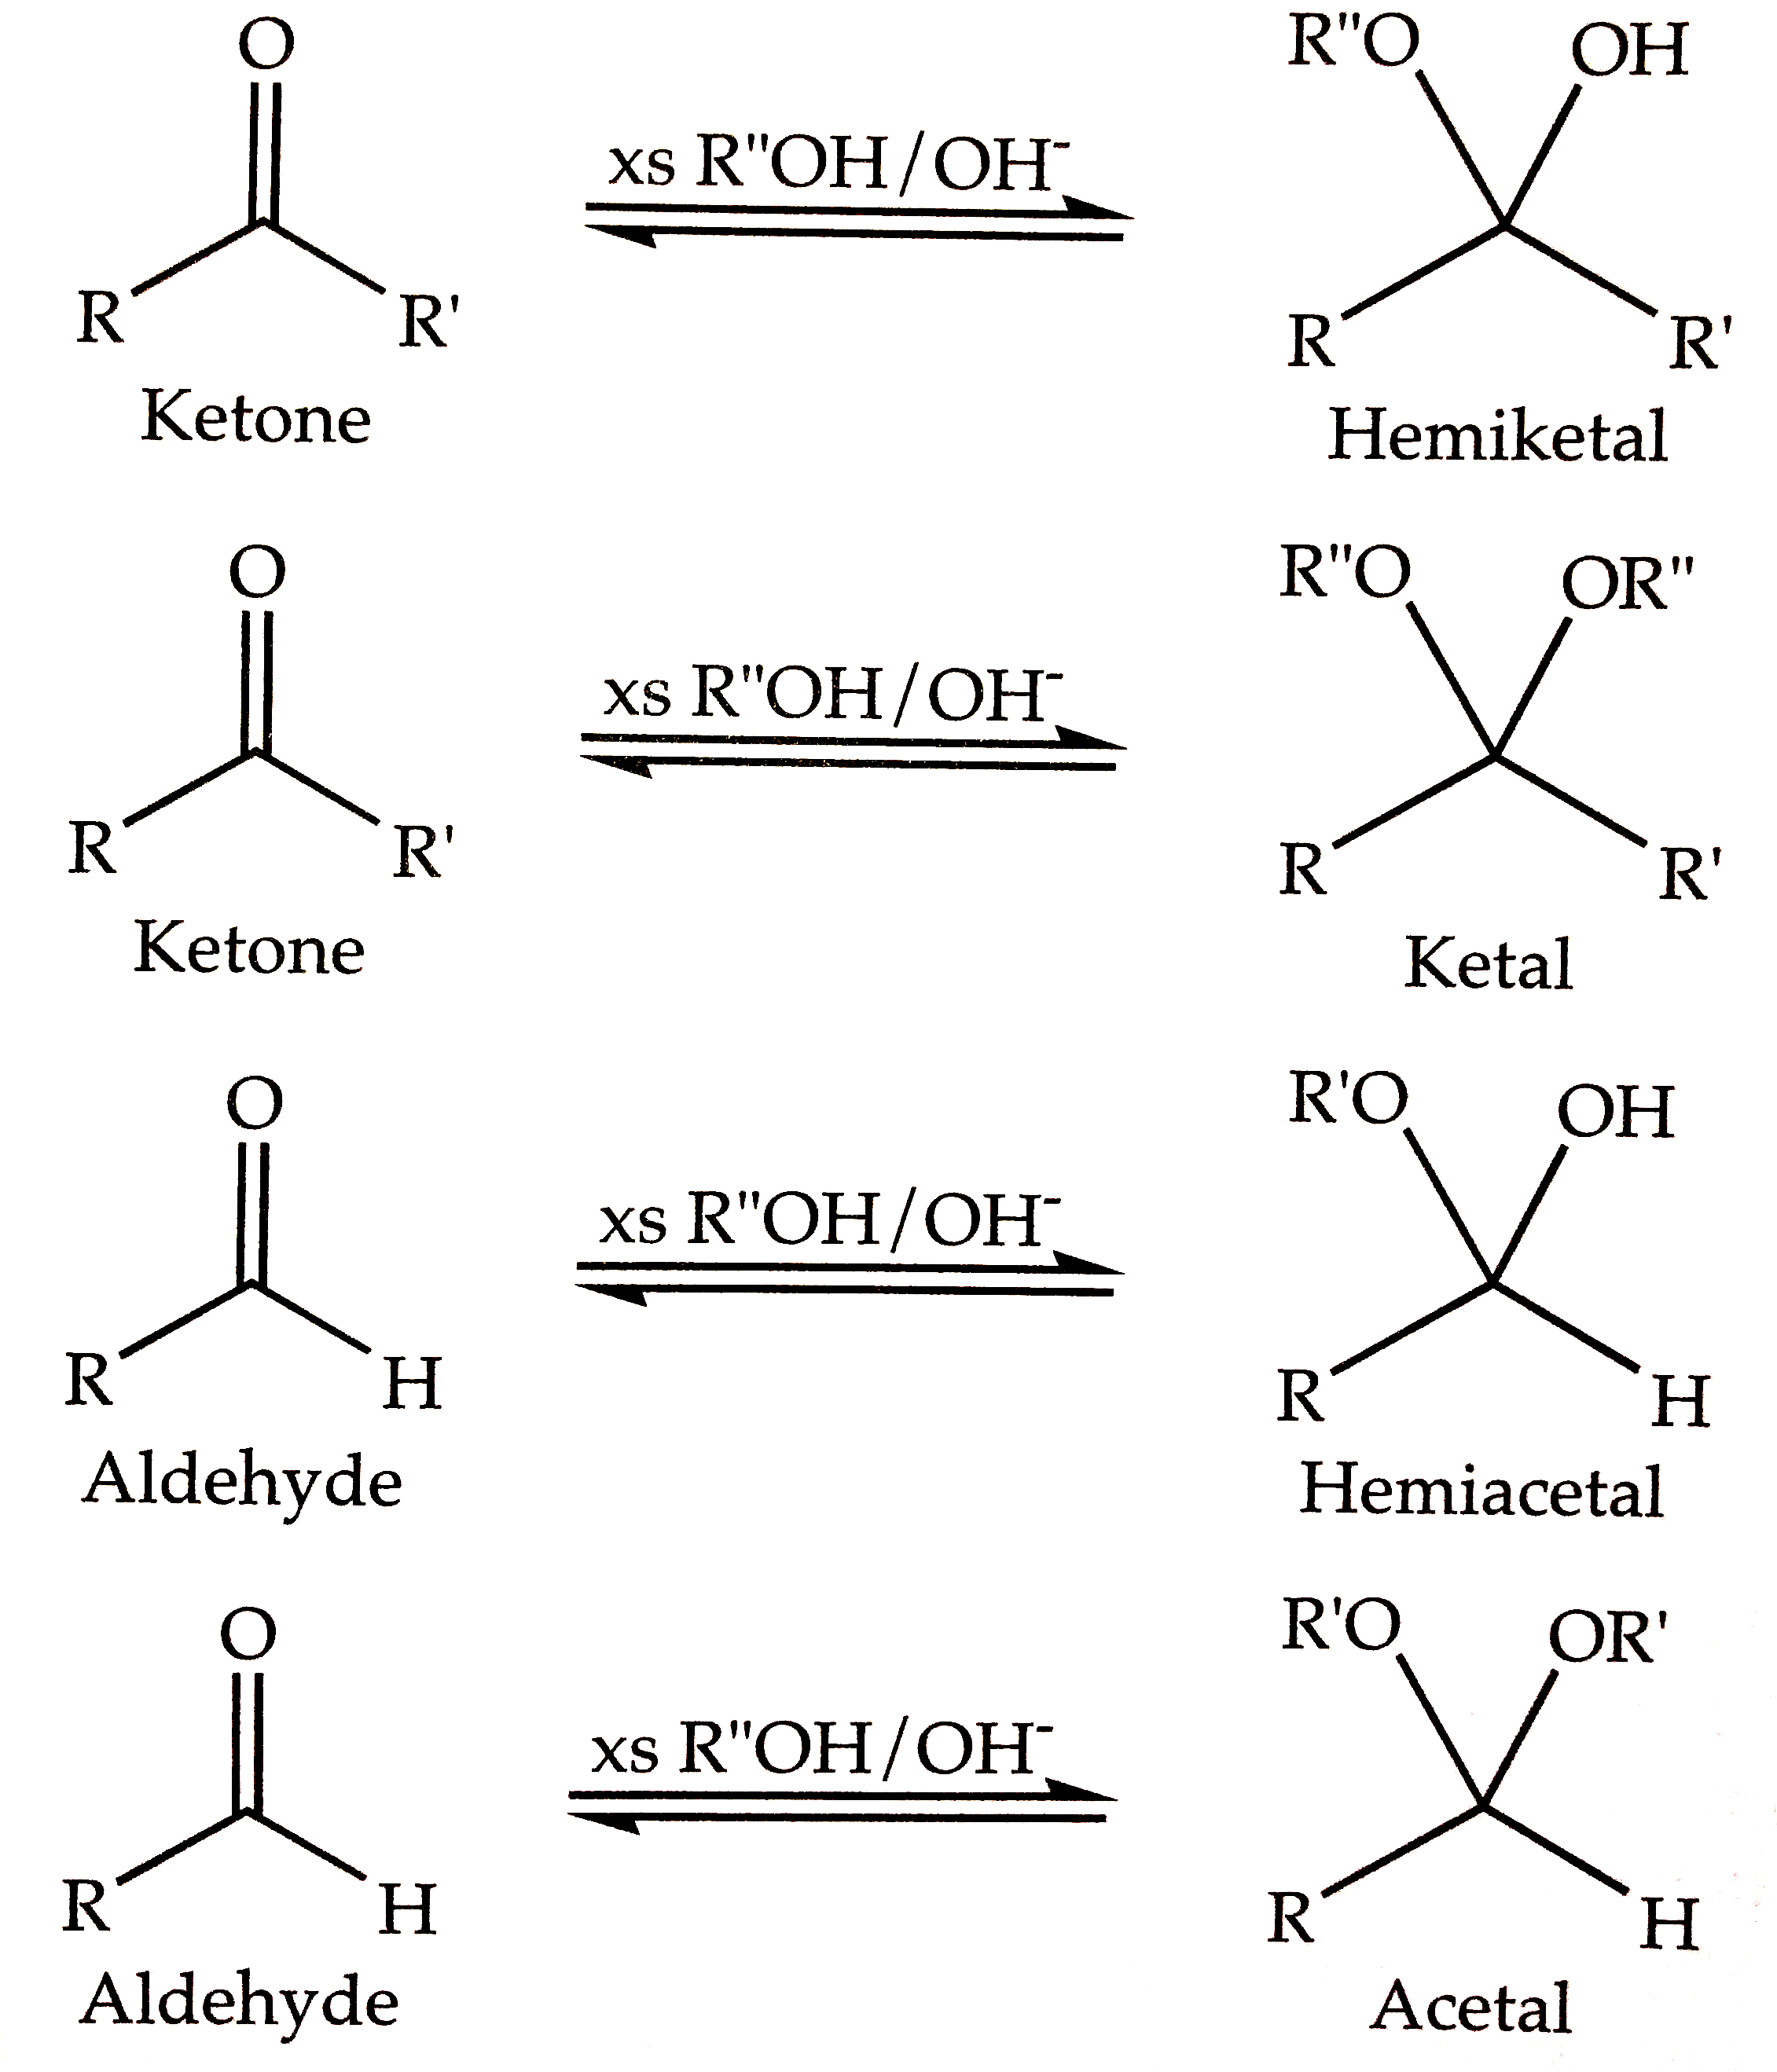 O
R
R'
Ketone
xs R"OH/OH-
R"O
OH
R
R'
Hemiketal
O
R
R'
Ketone
xs R"OH/OH-
R"O
OR"
R
R'
Ketal
O
R
H
Aldehyde
xs R"OH/OH-
R'O
OH
R
H
Hemiacetal
O
R
H
Aldehyde
xs R"OH/OH-
R'O
OR'
R
H
Acetal